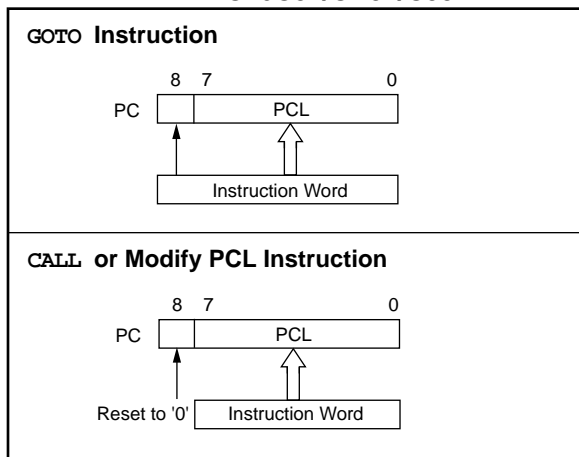 GOTO Instruction
8 7 0
PC PCL
Instruction Word
CALL or Modify PCL Instruction
8 7 0
PC PCL
Reset to '0' Instruction Word